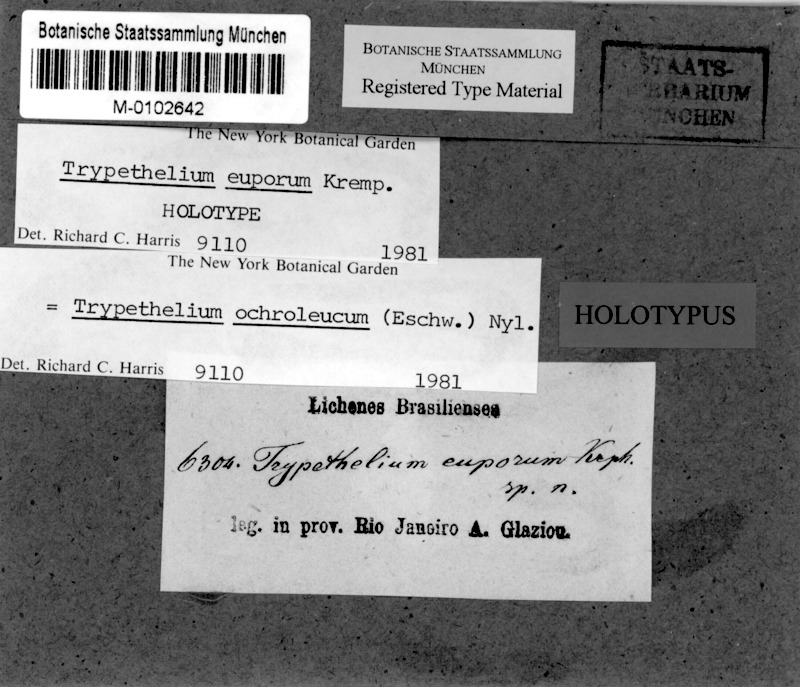 Botanische Staatssammlung München
M-0102642
BOTANISCHE STAATSSAMMLUNG
MÜNCHEN
Registered Type Material
STAATS-
HERBARIUM
MÜNCHEN
The New York Botanical Garden
Trypethelium euporum Kremp.
HOLOTYPE
Det. Richard C. Harris 9110 1981
The New York Botanical Garden
= Trypethelium ochroleucum (Eschw.) Nyl.
Det. Richard C. Harris 9110 1981
HOLOTYPUS
Lichenes Brasilienses
6304. Trypethelium euporum Krph.
sp. n.
leg. in prov. Rio Janeiro A. Glaziou.